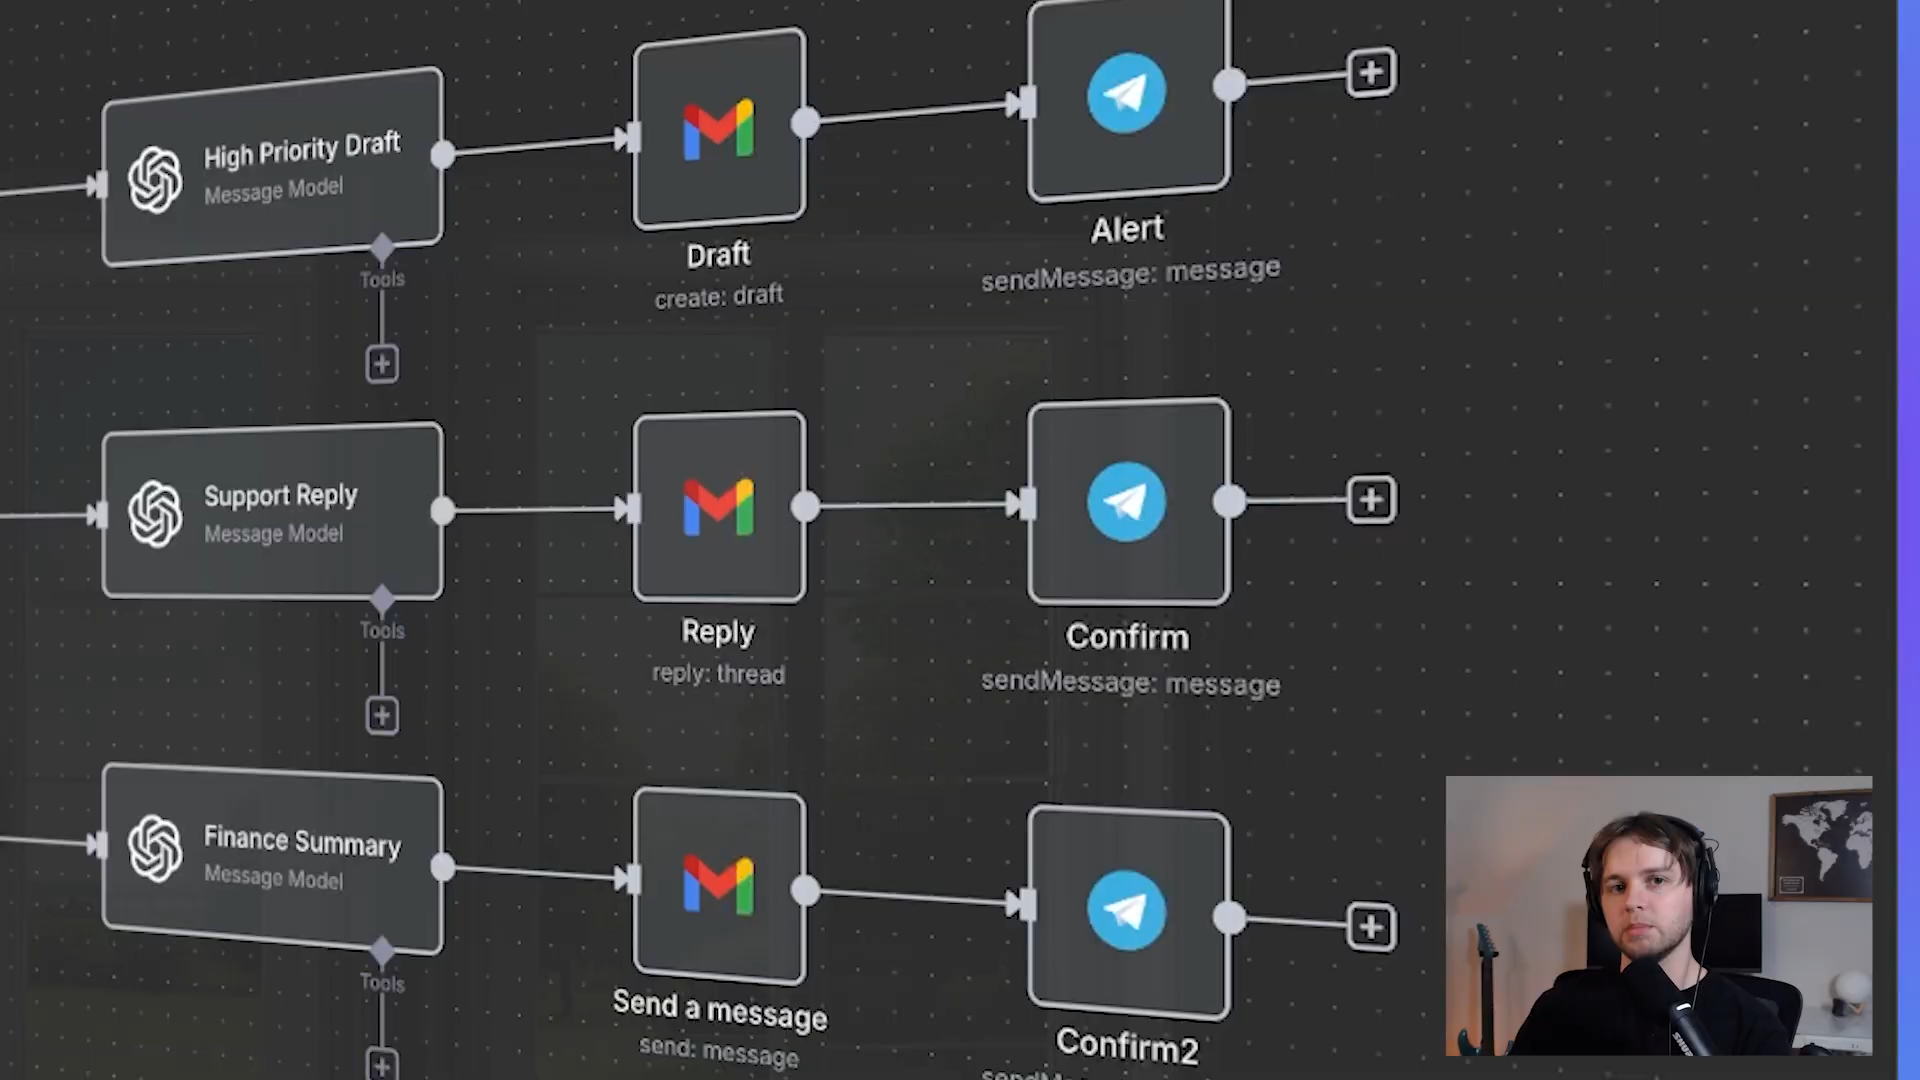 High Priority Draft
Message Model
Tools
Draft
create: draft
Alert
sendMessage: message
Support Reply
Message Model
Tools
Reply
reply: thread
Confirm
sendMessage: message
Finance Summary
Message Model
Tools
Send a message
send: message
Confirm2